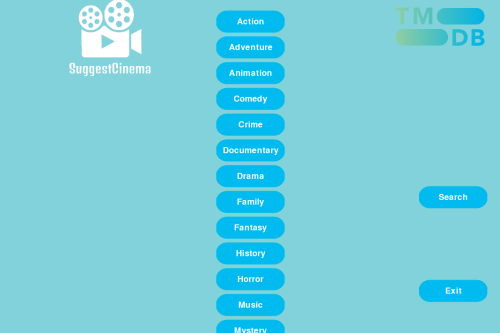 SuggestCinema
TM
DB
Action
Adventure
Animation
Comedy
Crime
Documentary
Drama
Family
Fantasy
History
Horror
Music
Mystery
Search
Exit